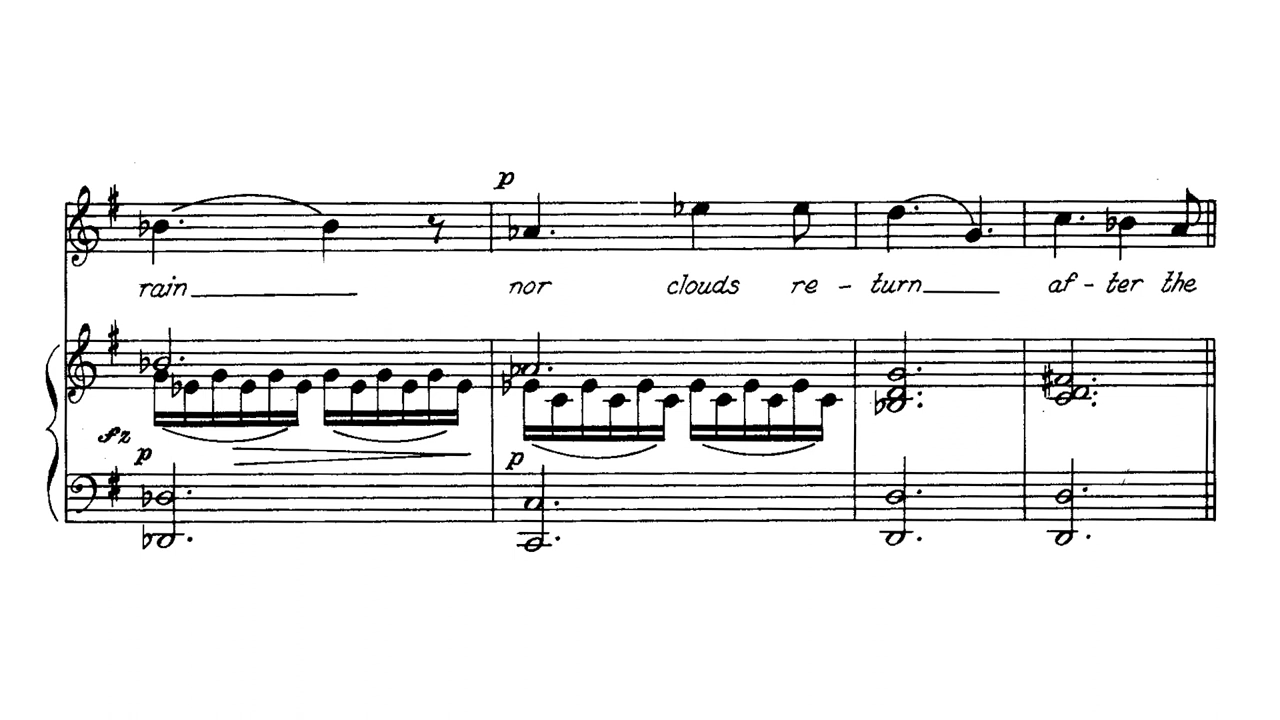 p
rain nor clouds re - turn af - ter the
fz
p p